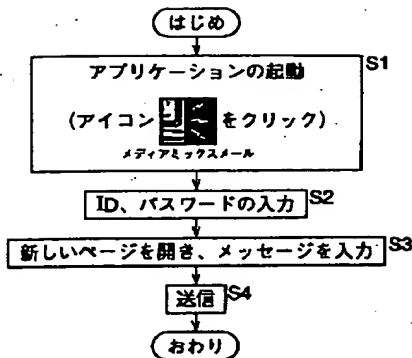 はじめ
アプリケーションの起動 S1
(アイコン をクリック)
メディアミックスメール
ID、パスワードの入力 S2
新しいページを開き、メッセージを入力 S3
送信 S4
おわり